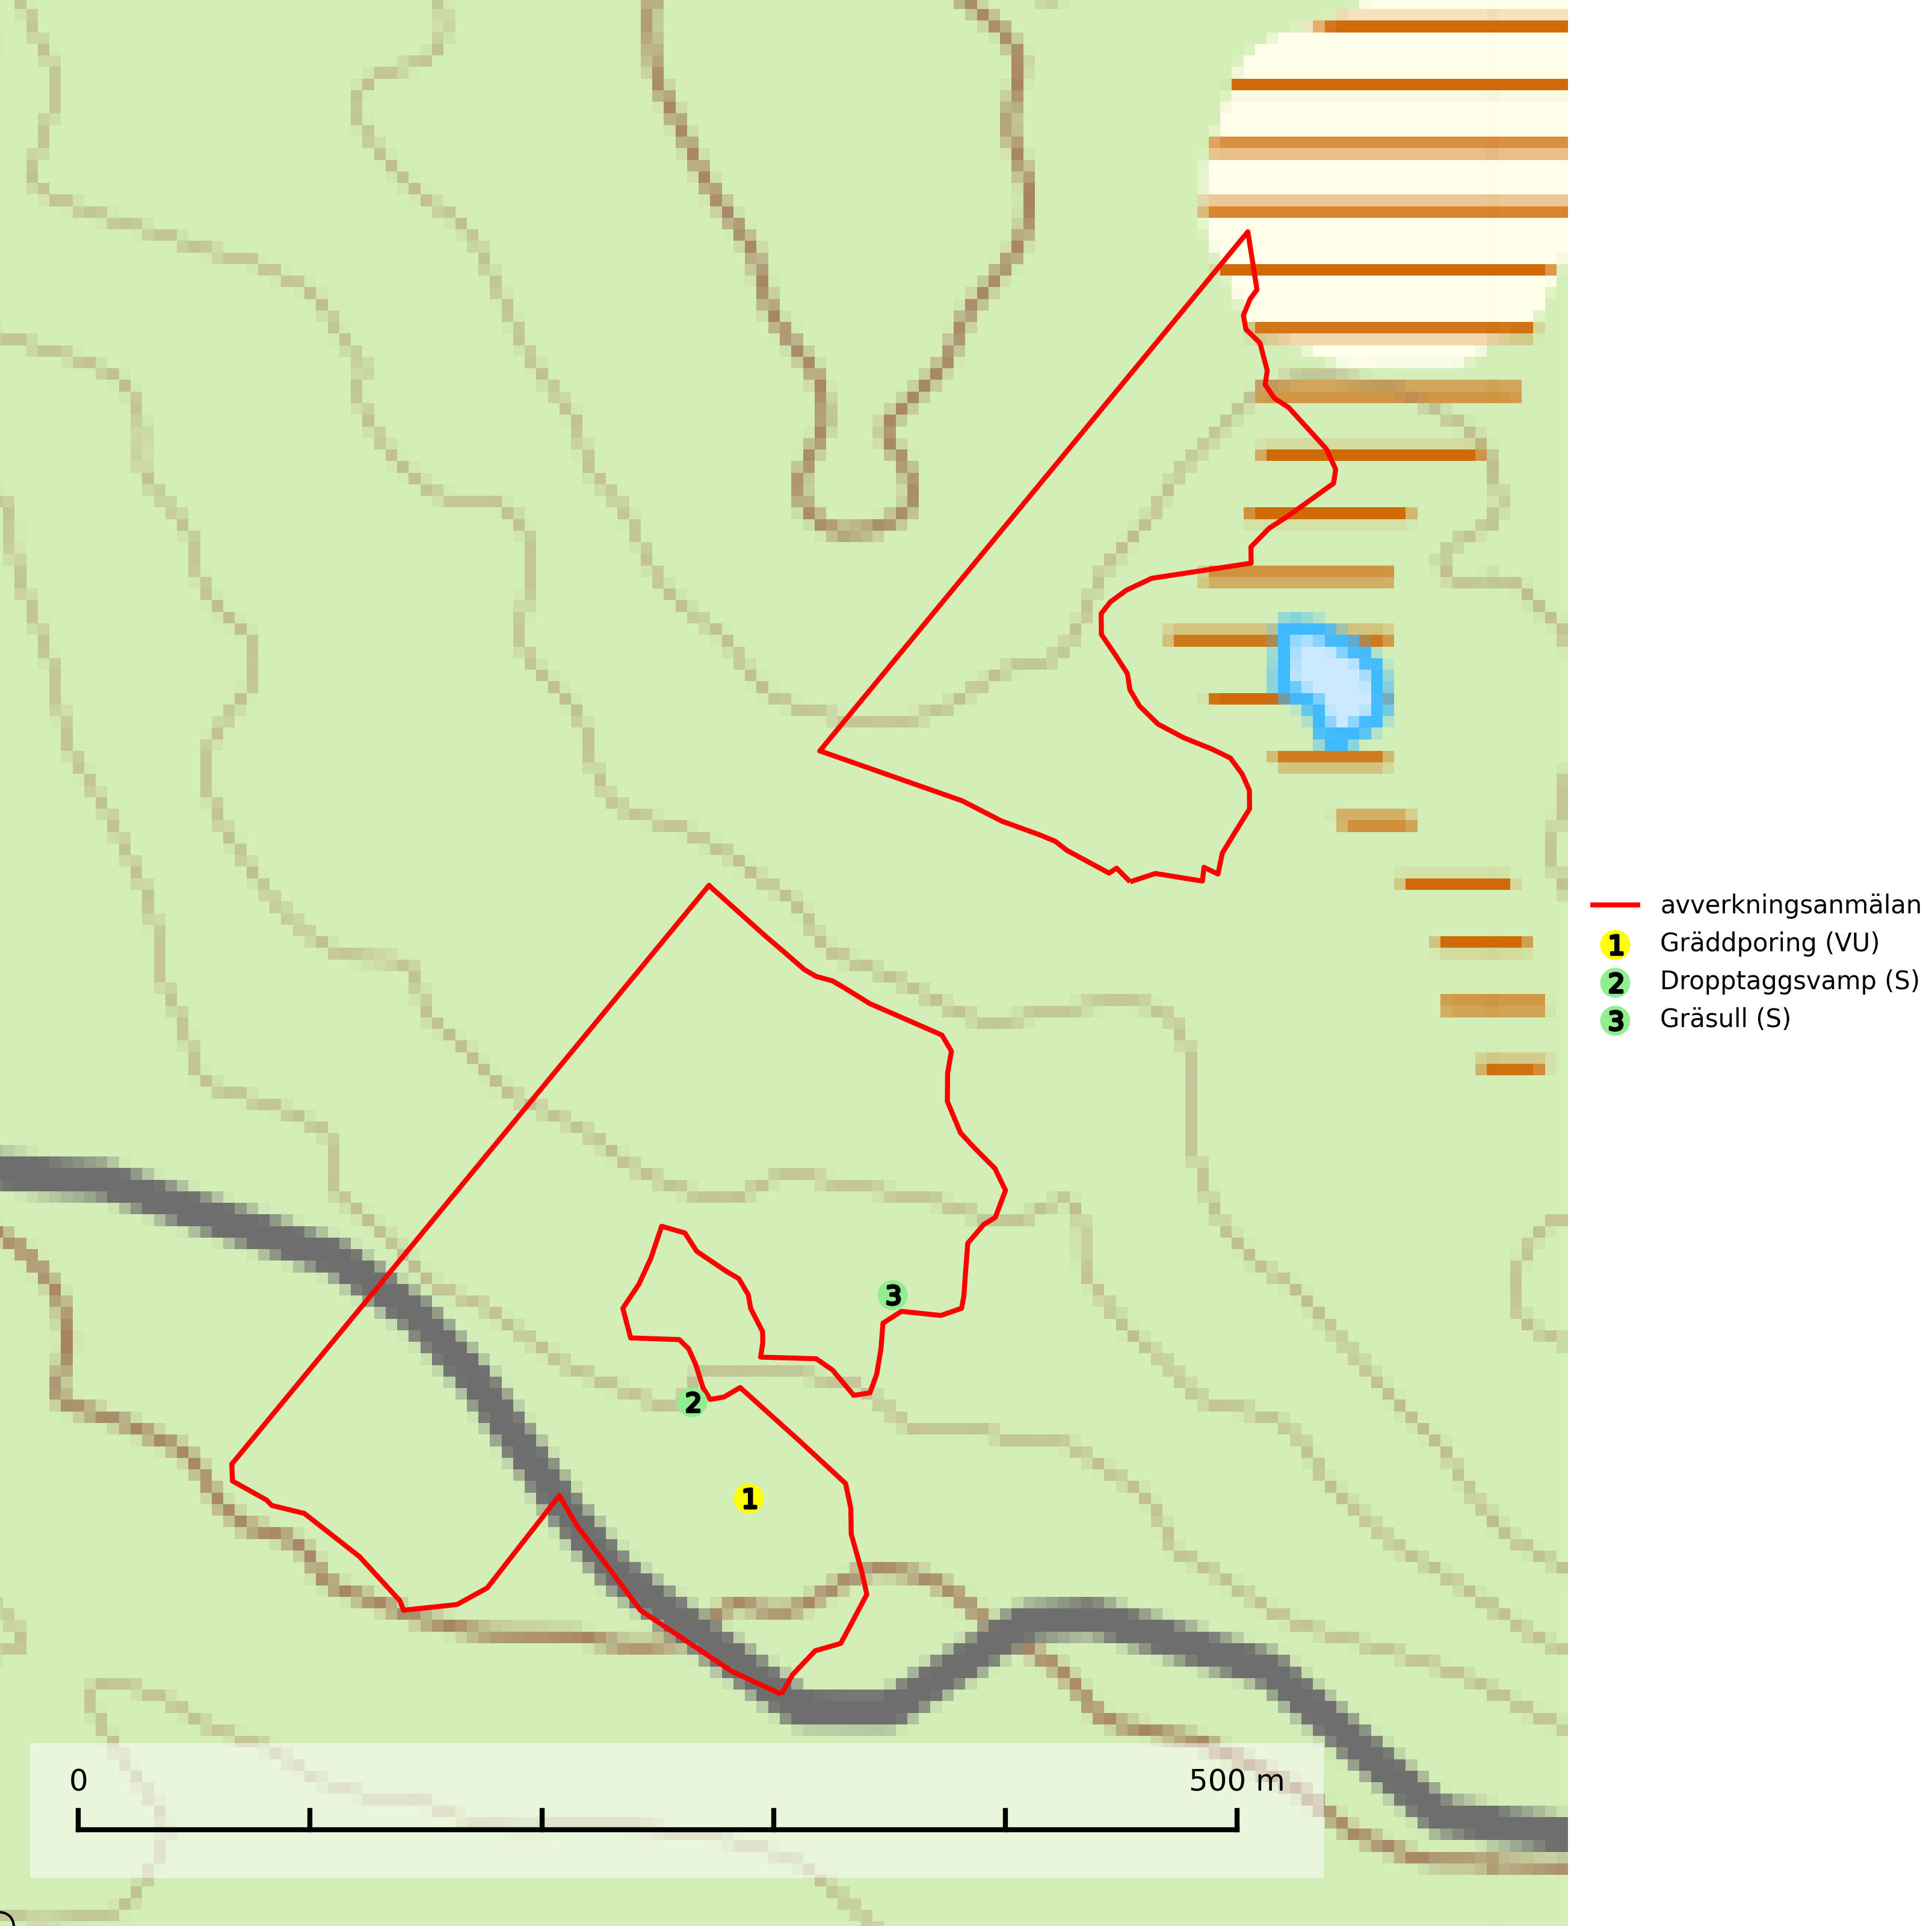 3
2
1
0 500 m
avverkningsanmälan
1 Gräddporing (VU)
2 Dropptaggsvamp (S)
3 Gräsull (S)